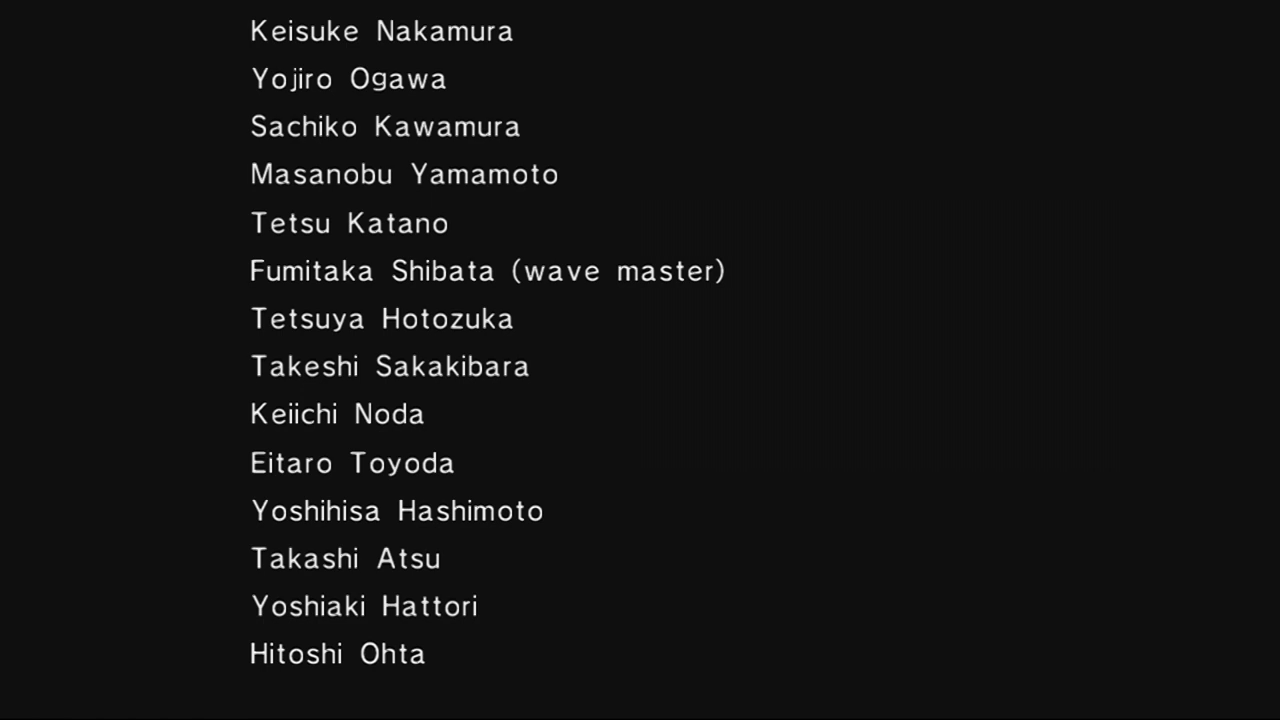 Keisuke Nakamura
Yojiro Ogawa
Sachiko Kawamura
Masanobu Yamamoto
Tetsu Katano
Fumitaka Shibata (wave master)
Tetsuya Hotozuka
Takeshi Sakakibara
Keiichi Noda
Eitaro Toyoda
Yoshihisa Hashimoto
Takashi Atsu
Yoshiaki Hattori
Hitoshi Ohta